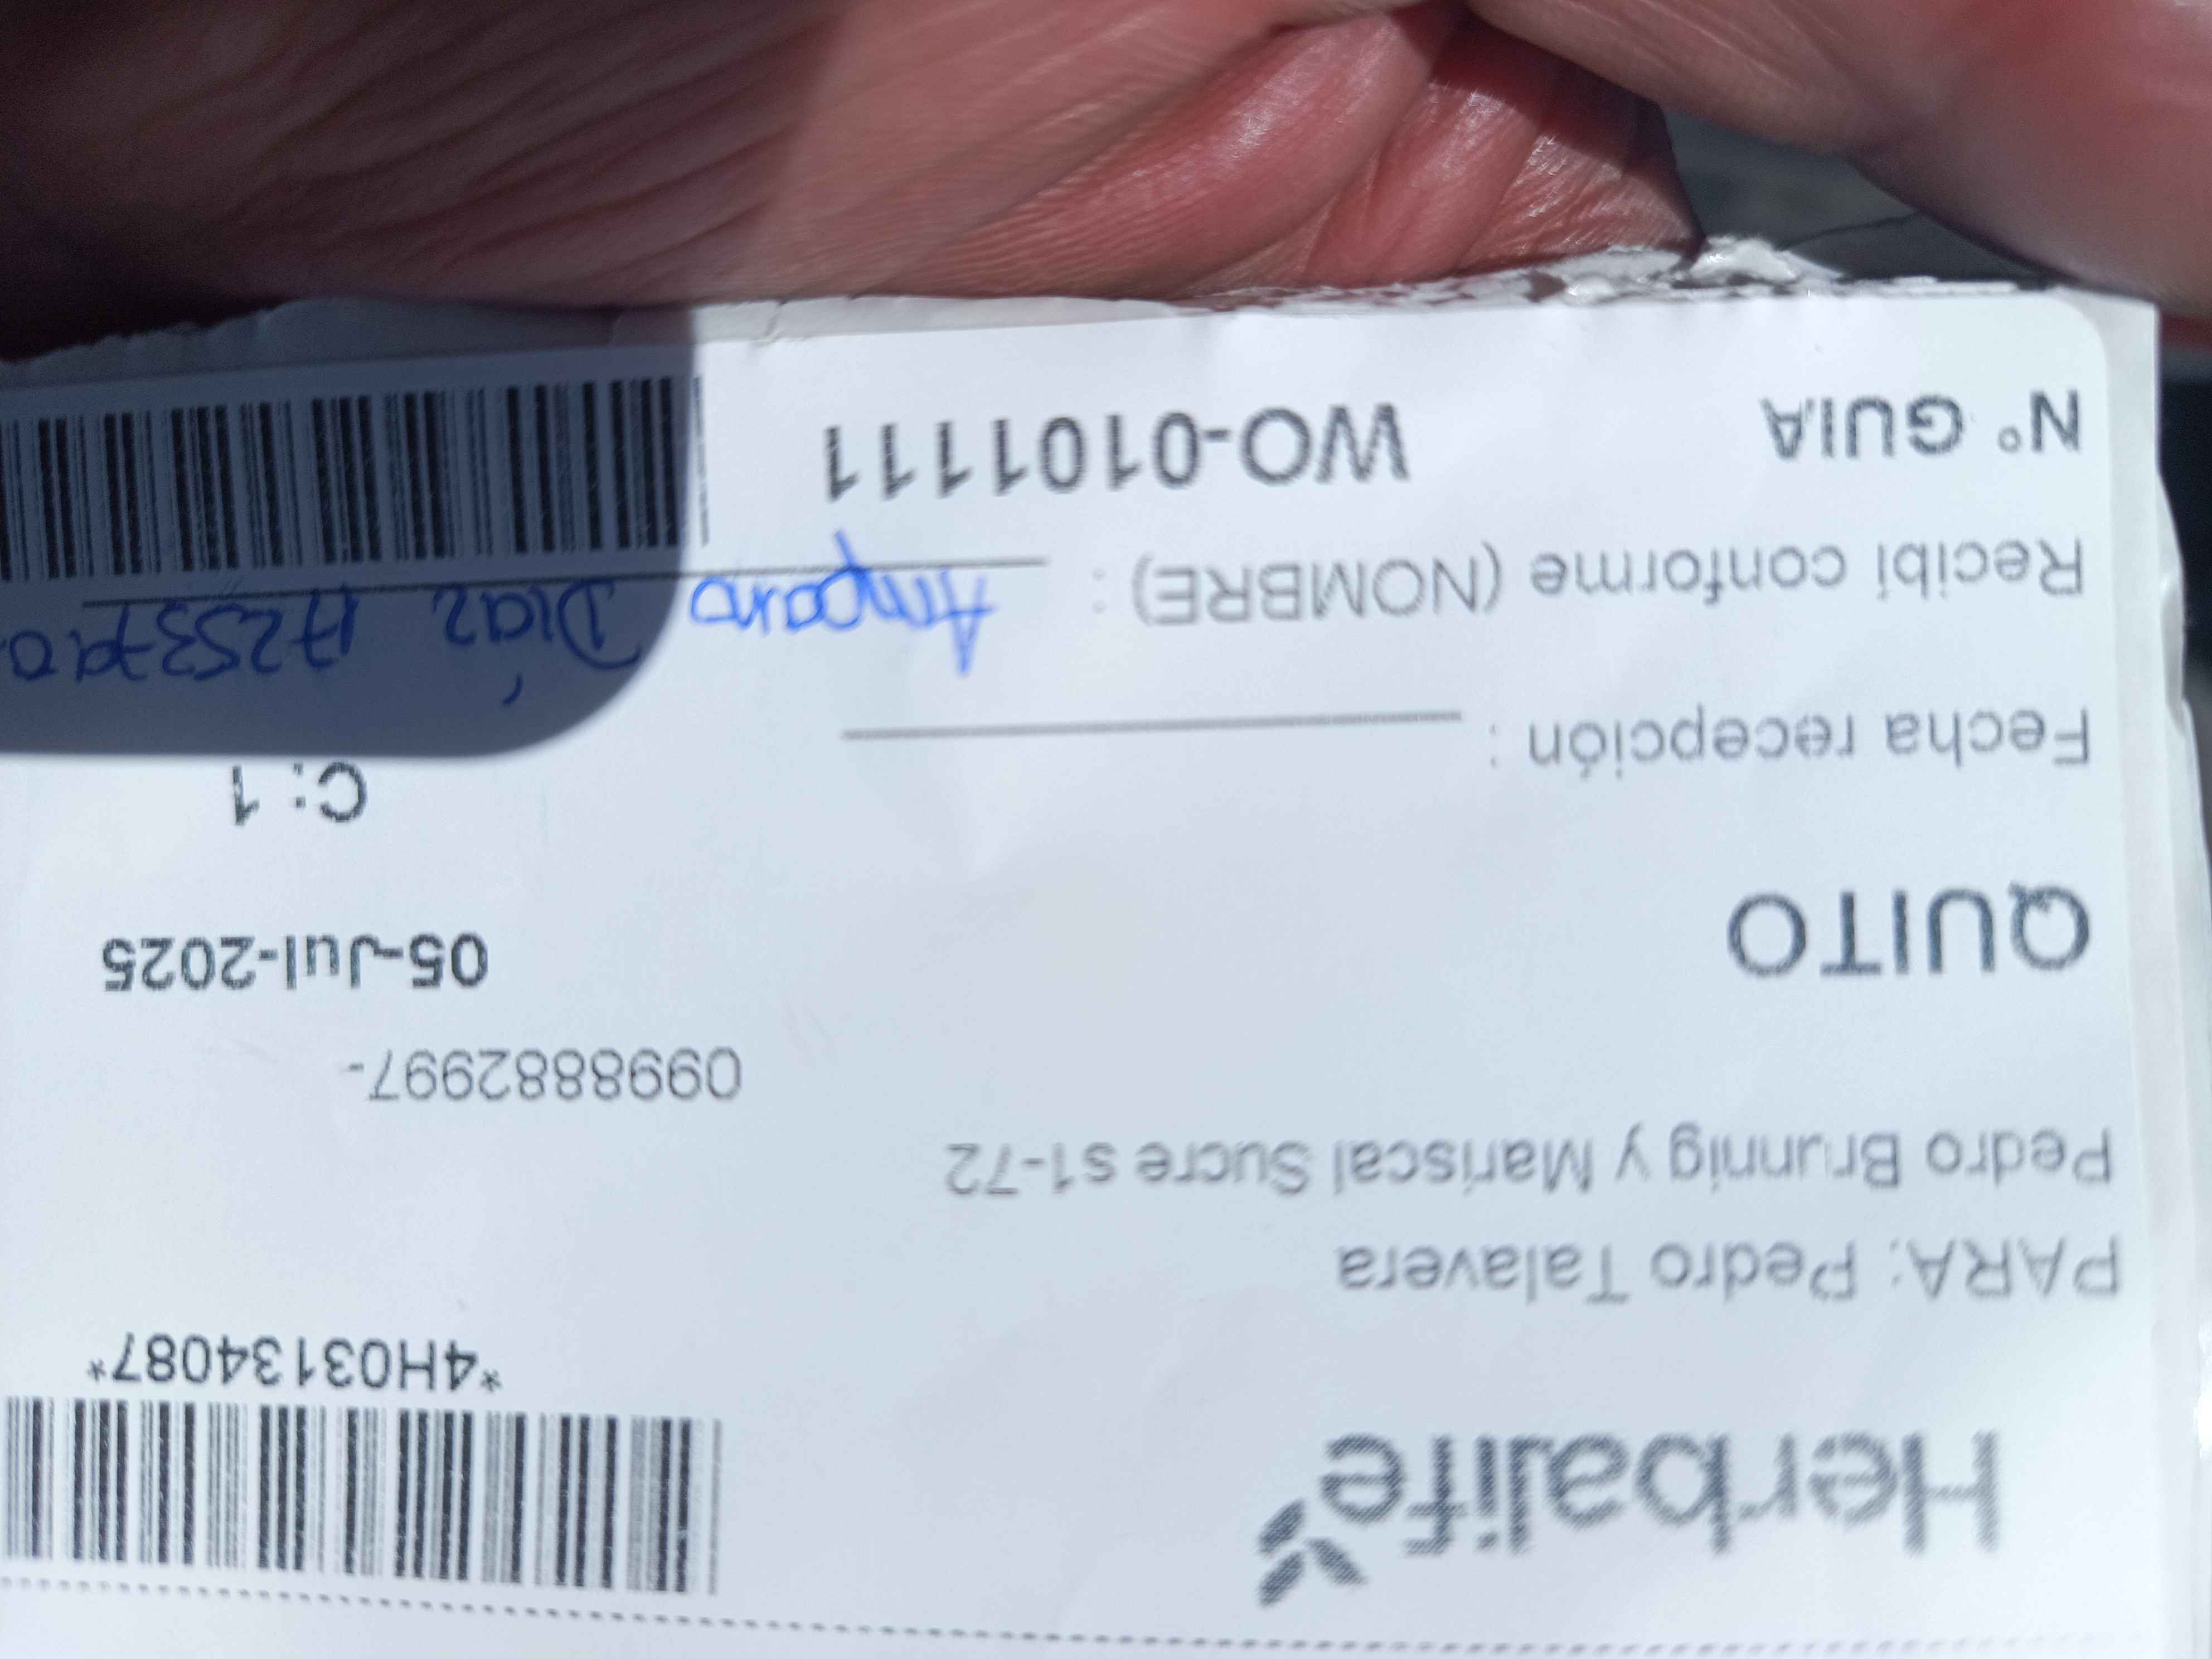 Herbalife
*4H03134087*
PARA: Pedro Talavera
Pedro Brunnig y Mariscal Sucre s1-72
0998882997-
QUITO
05-Jul-2025
C: 1
Fecha recepción :
Recibí conforme (NOMBRE) : Amparo Díaz
N° GUIA WO-0101111